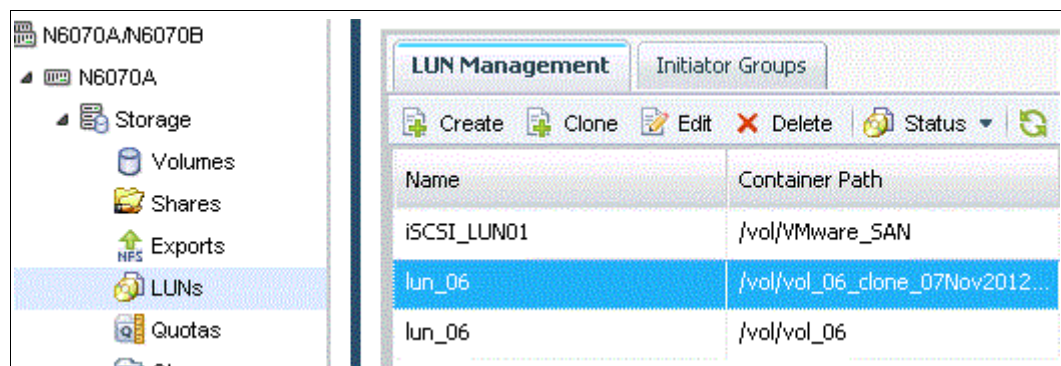 N6070A/N6070B
N6070A
Storage
Volumes
Shares
NFS Exports
LUNs
Quotas
LUN Management Initiator Groups
Create Clone Edit Delete Status
Name Container Path
iSCSI_LUN01 /vol/VMware_SAN
lun_06 /vol/vol_06_clone_07Nov2012...
lun_06 /vol/vol_06